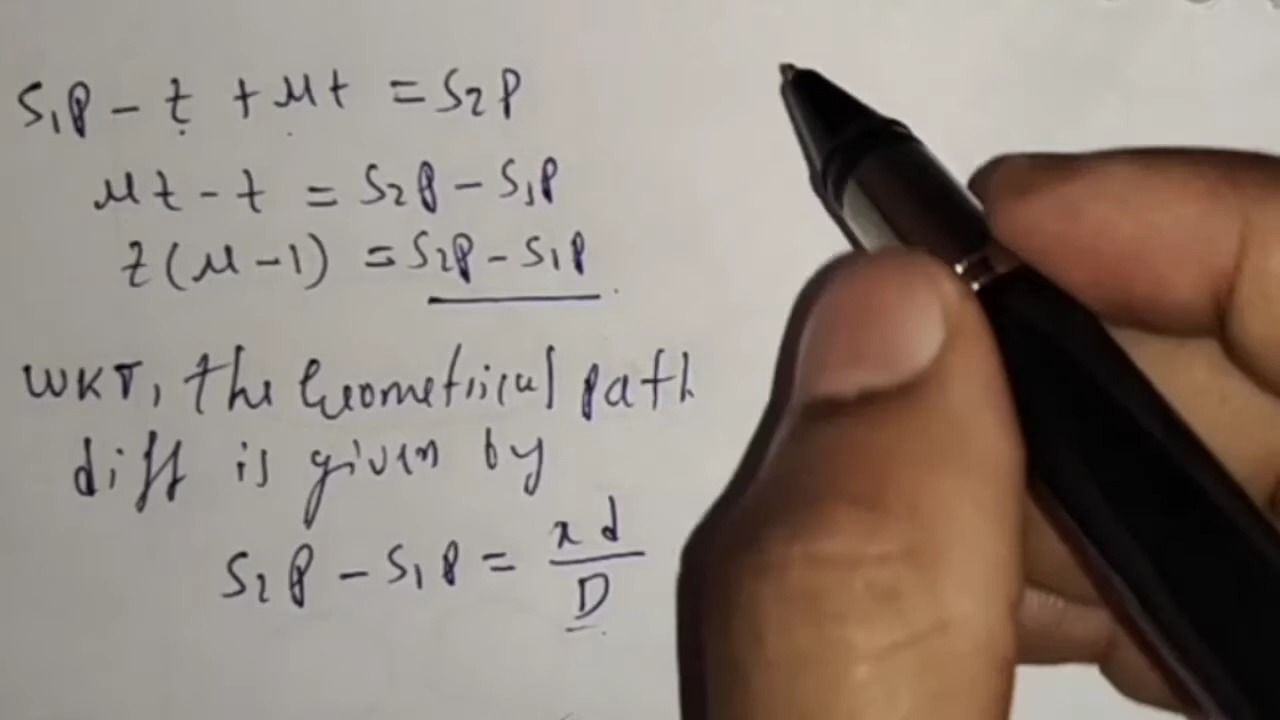 S₁P - t + μt = S₂P
μt - t = S₂P - S₁P
t(μ-1) = S₂P - S₁P
WKT, the Geometrical path
diff is given by
S₂P - S₁P = xd/D